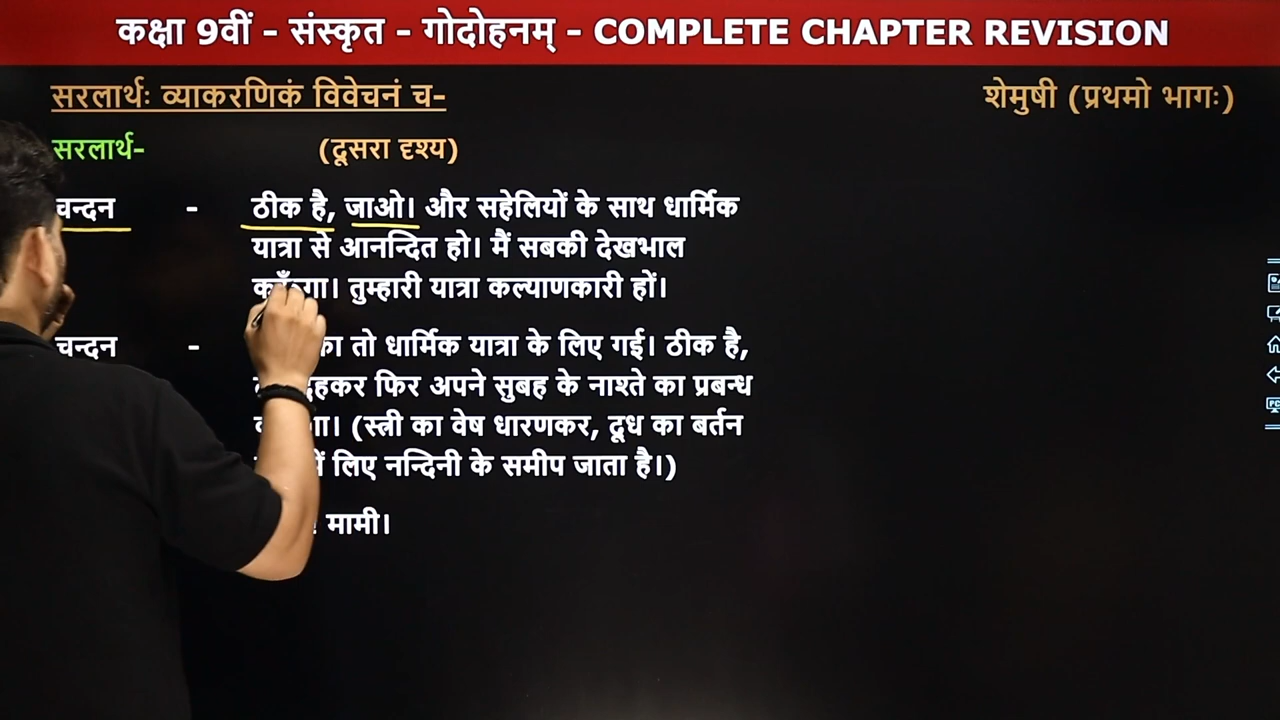 कक्षा 9वीं - संस्कृत - गोदोहनम् - COMPLETE CHAPTER REVISION
सरलार्थः व्याकरणिकं विवेचनं च-
शेमुषी (प्रथमो भागः)
सरलार्थ-
(दूसरा दृश्य)
चन्दन - ठीक है, जाओ। और सहेलियों के साथ धार्मिक
यात्रा से आनन्दित हो। मैं सबकी देखभाल
तुम्हारी यात्रा कल्याणकारी हों।
चन्दन - तो धार्मिक यात्रा के लिए गई। ठीक है,
फिर अपने सुबह के नाश्ते का प्रबन्ध
(स्त्री का वेष धारणकर, दूध का बर्तन
लिए नन्दिनी के समीप जाता है।)
मामी।